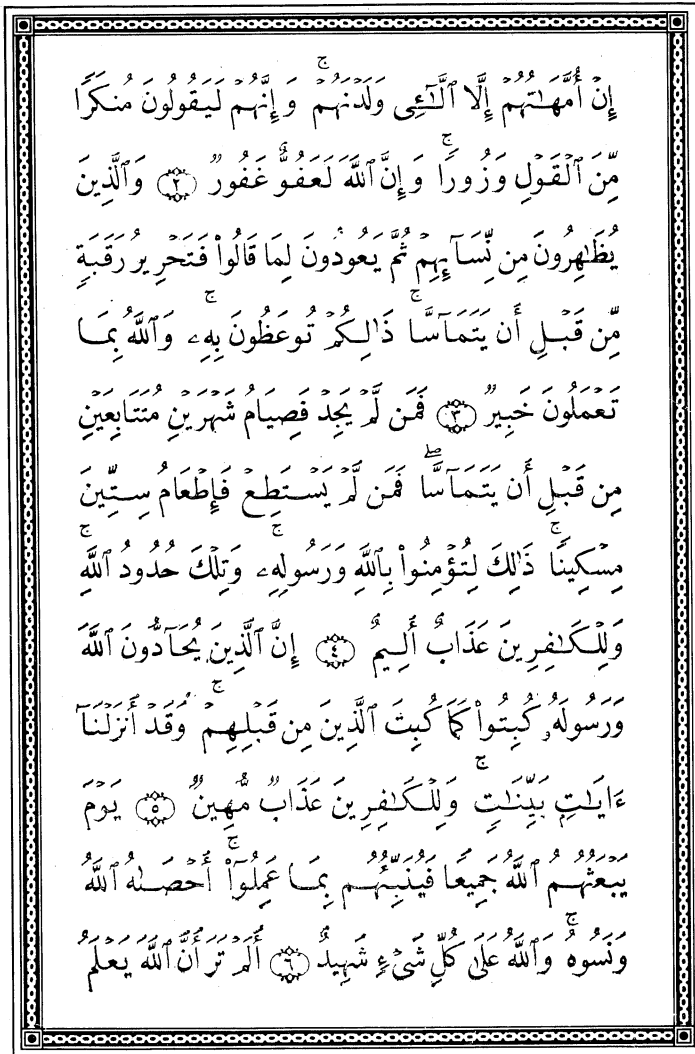 إِنۡ أُمَّهَـٰتُهُمۡ إِلَّا ٱلَّـٰٓـِٔى وَلَدۡنَهُمۡۚ وَإِنَّهُمۡ لَيَقُولُونَ مُنكَرًا
مِّنَ ٱلۡقَوۡلِ وَزُورًاۚ وَإِنَّ ٱللَّهَ لَعَفُوٌّ غَفُورٌ ﴿٢﴾ وَٱلَّذِينَ
يُظَـٰهِرُونَ مِن نِّسَآئِهِمۡ ثُمَّ يَعُودُونَ لِمَا قَالُواْ فَتَحۡرِيرُ رَقَبَةٍ
مِّن قَبۡلِ أَن يَتَمَآسَّاۚ ذَٰلِكُمۡ تُوعَظُونَ بِهِۦۚ وَٱللَّهُ بِمَا
تَعۡمَلُونَ خَبِيرٌ ﴿٣﴾ فَمَن لَّمۡ يَجِدۡ فَصِيَامُ شَهۡرَيۡنِ مُتَتَابِعَيۡنِ
مِن قَبۡلِ أَن يَتَمَآسَّاۖ فَمَن لَّمۡ يَسۡتَطِعۡ فَإِطۡعَامُ سِتِّينَ
مِسۡكِينًاۚ ذَٰلِكَ لِتُؤۡمِنُواْ بِٱللَّهِ وَرَسُولِهِۦۚ وَتِلۡكَ حُدُودُ ٱللَّهِۗ
وَلِلۡكَـٰفِرِينَ عَذَابٌ أَلِيمٌ ﴿٤﴾ إِنَّ ٱلَّذِينَ يُحَآدُّونَ ٱللَّهَ
وَرَسُولَهُۥ كُبِتُواْ كَمَا كُبِتَ ٱلَّذِينَ مِن قَبۡلِهِمۡۚ وَقَدۡ أَنزَلۡنَآ
ءَايَـٰتِۭ بَيِّنَـٰتٍۚ وَلِلۡكَـٰفِرِينَ عَذَابٌ مُّهِينٌ ﴿٥﴾ يَوۡمَ
يَبۡعَثُهُمُ ٱللَّهُ جَمِيعًا فَيُنَبِّئُهُم بِمَا عَمِلُوٓاْۚ أَحۡصَىٰهُ ٱللَّهُ
وَنَسُوهُۚ وَٱللَّهُ عَلَىٰ كُلِّ شَىۡءٍ شَهِيدٌ ﴿٦﴾ أَلَمۡ تَرَ أَنَّ ٱللَّهَ يَعۡلَمُ